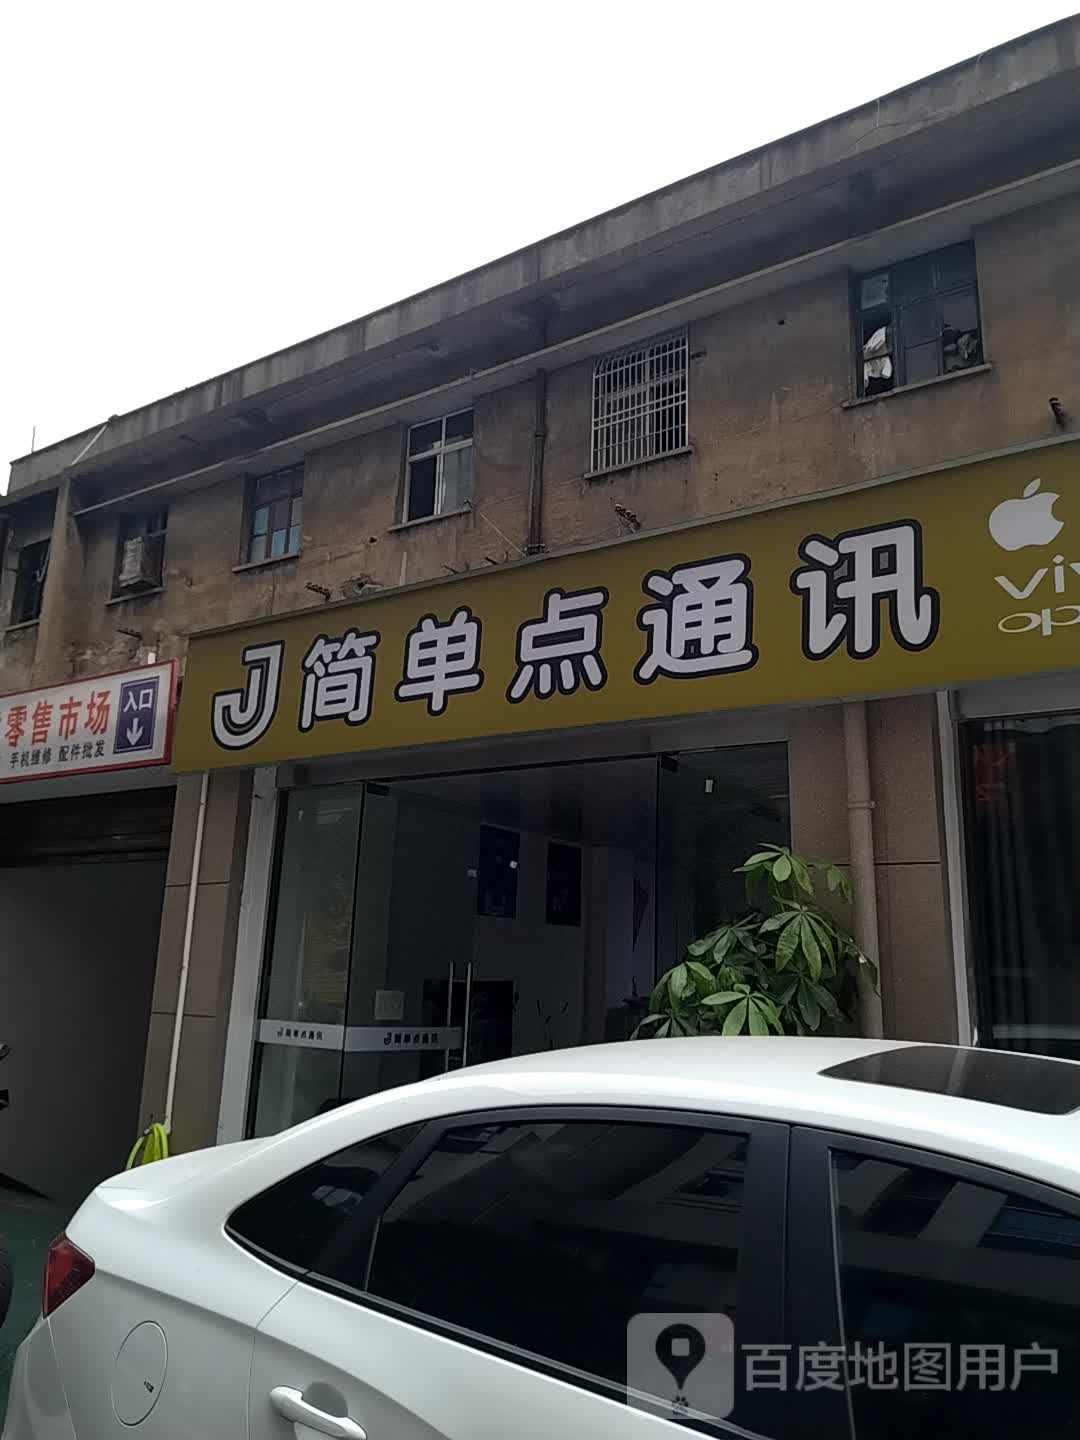 J 简单点通讯
零售市场
入口
手机维修 配件批发
J 简单点通讯
J 简单点通讯
百度地图用户